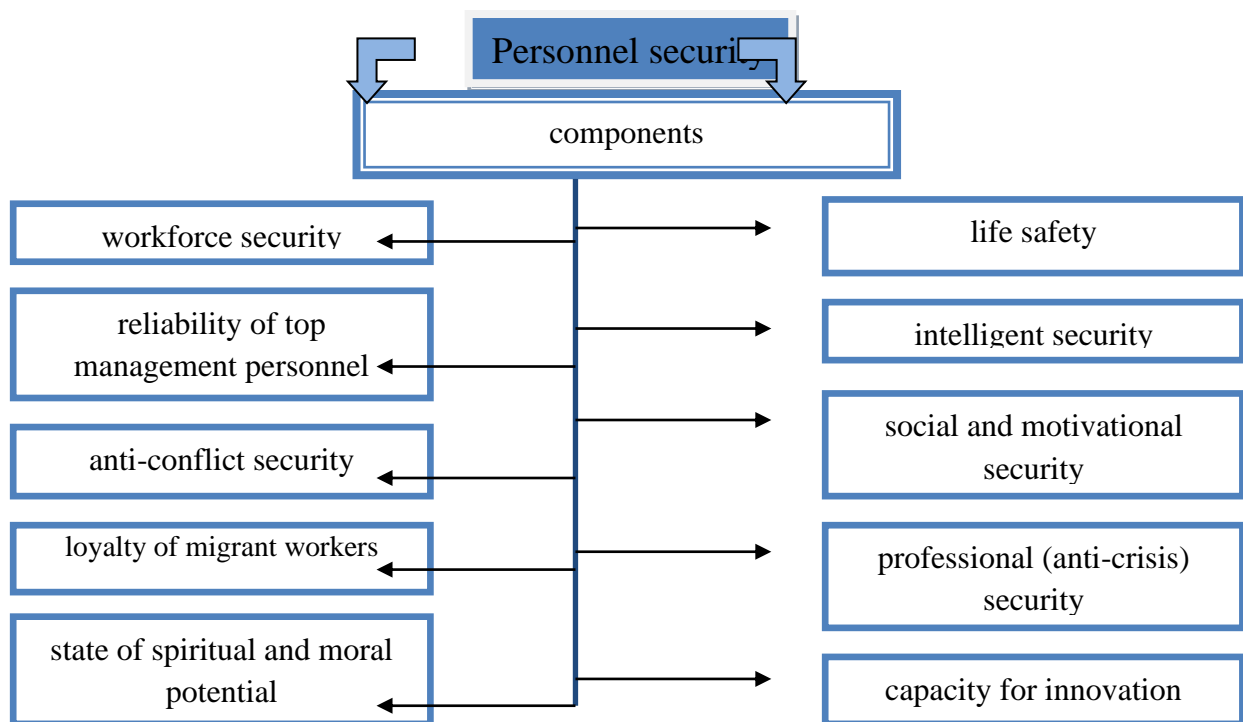 Personnel security
components
workforce security
reliability of top
management personnel
anti-conflict security
loyalty of migrant workers
state of spiritual and moral
potential
life safety
intelligent security
social and motivational
security
professional (anti-crisis)
security
capacity for innovation